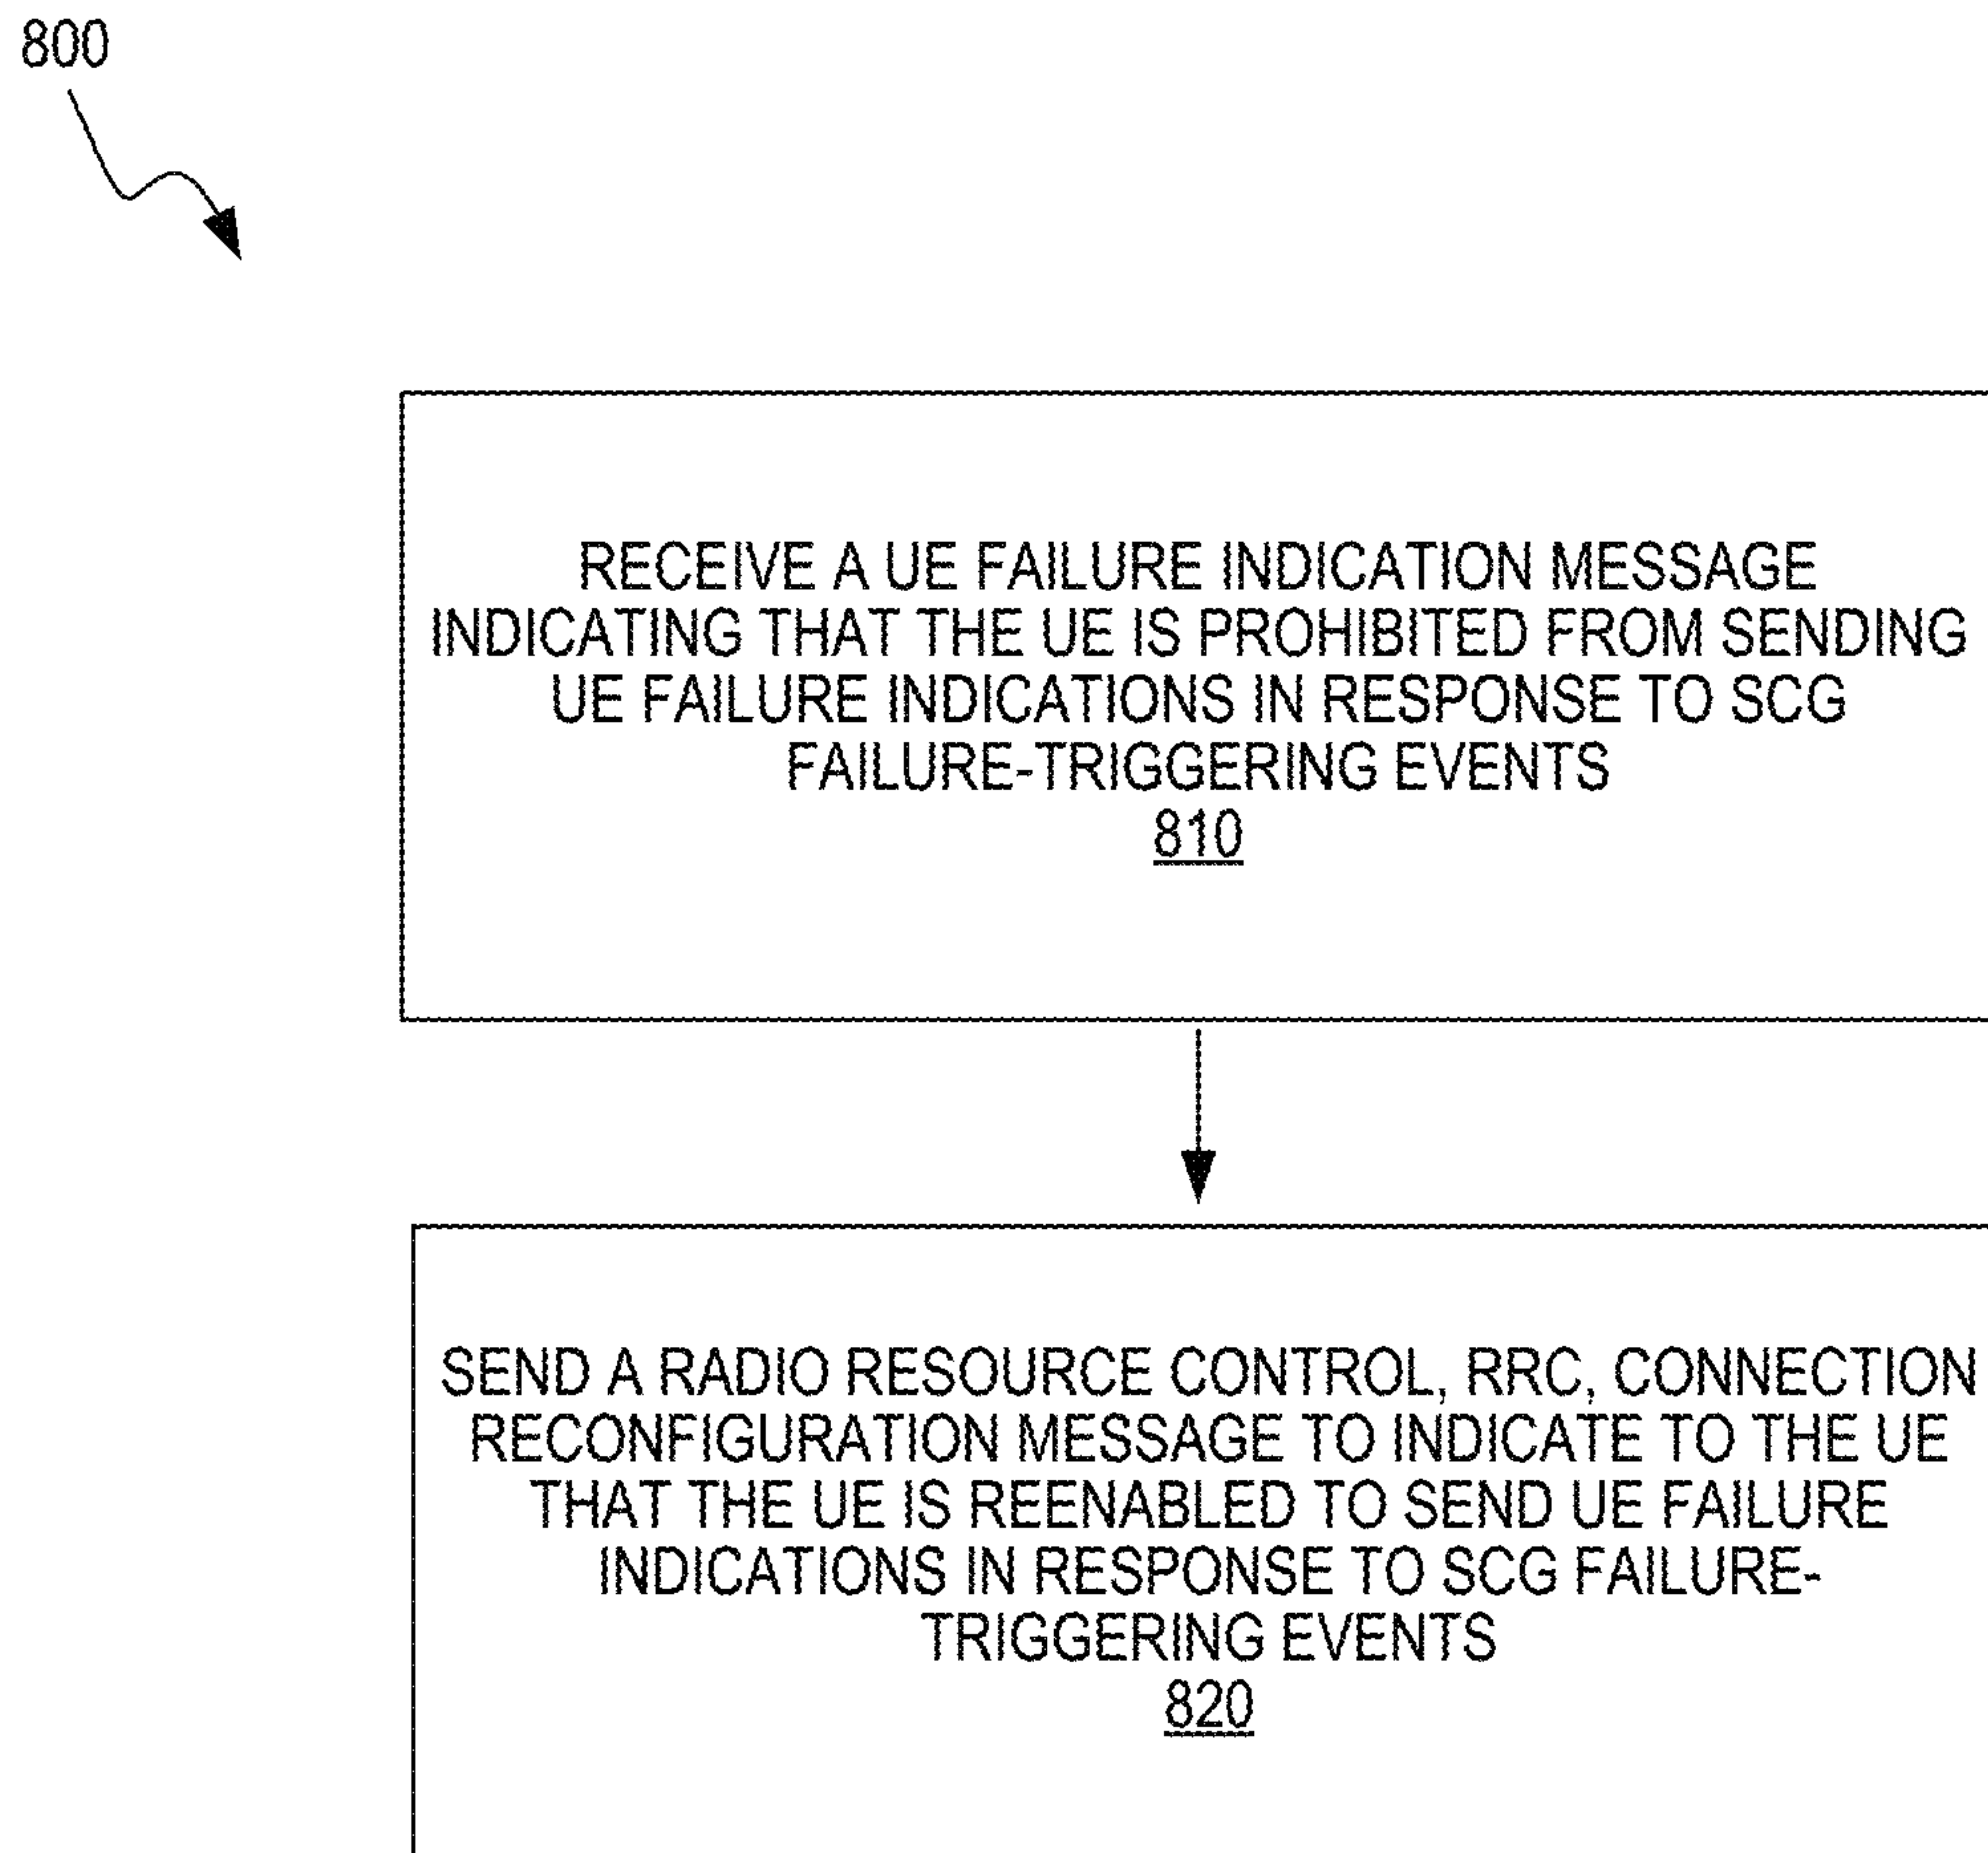 800
RECEIVE A UE FAILURE INDICATION MESSAGE
INDICATING THAT THE UE IS PROHIBITED FROM SENDING
UE FAILURE INDICATIONS IN RESPONSE TO SCG
FAILURE-TRIGGERING EVENTS
810
SEND A RADIO RESOURCE CONTROL, RRC, CONNECTION
RECONFIGURATION MESSAGE TO INDICATE TO THE UE
THAT THE UE IS REENABLED TO SEND UE FAILURE
INDICATIONS IN RESPONSE TO SCG FAILURE-
TRIGGERING EVENTS
820